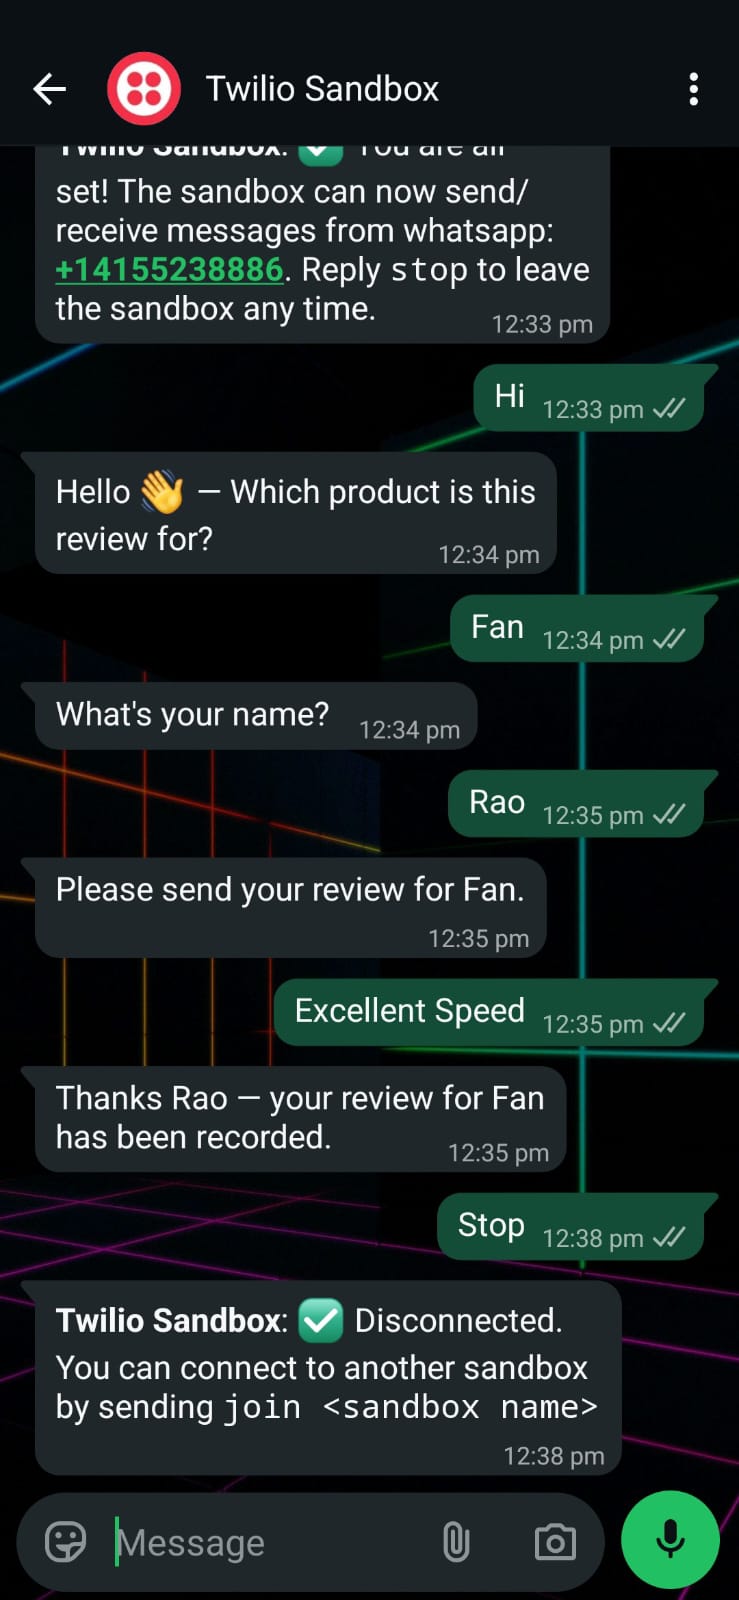 Twilio Sandbox
Twilio Sandbox: ✅ You are all
set! The sandbox can now send/
receive messages from whatsapp:
+14155238886. Reply stop to leave
the sandbox any time.
12:33 pm
Hi 12:33 pm
Hello 👋 — Which product is this
review for?
12:34 pm
Fan 12:34 pm
What's your name? 12:34 pm
Rao 12:35 pm
Please send your review for Fan.
12:35 pm
Excellent Speed 12:35 pm
Thanks Rao — your review for Fan
has been recorded.
12:35 pm
Stop 12:38 pm
Twilio Sandbox: ✅ Disconnected.
You can connect to another sandbox
by sending join <sandbox name>
12:38 pm
Message